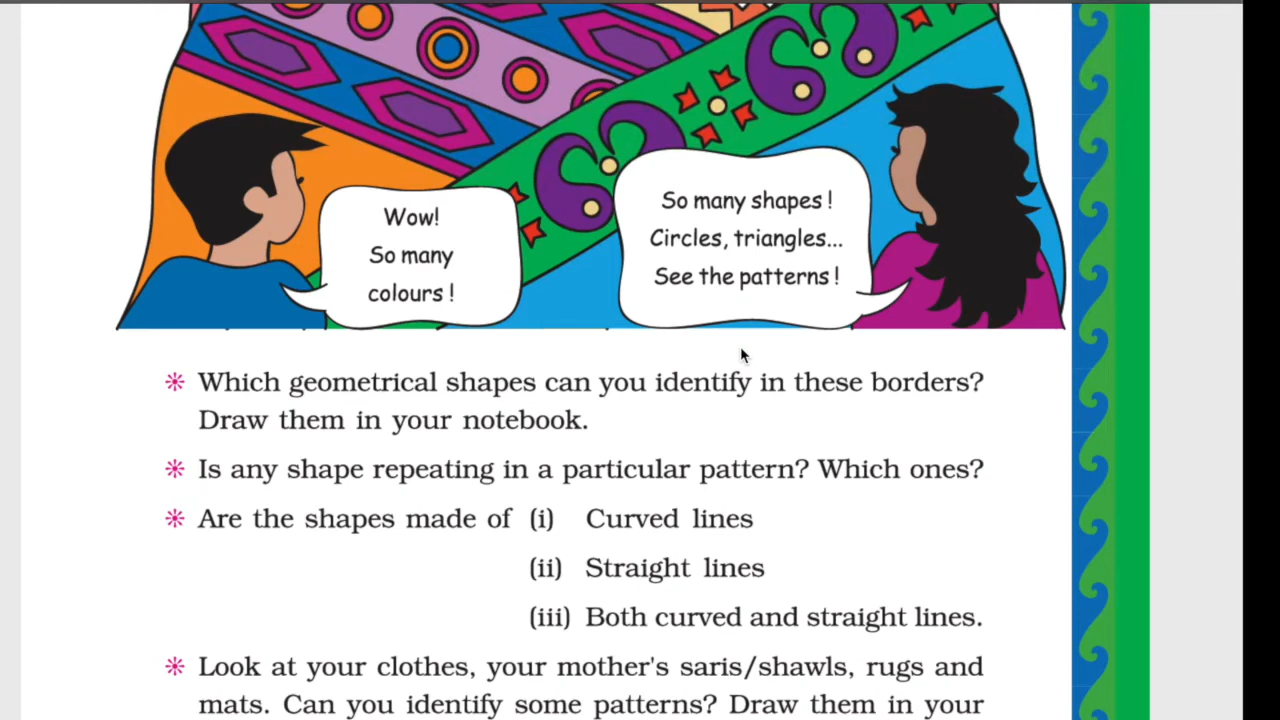 Wow!
So many
colours !
So many shapes !
Circles, triangles...
See the patterns !
Which geometrical shapes can you identify in these borders?
Draw them in your notebook.
Is any shape repeating in a particular pattern? Which ones?
Are the shapes made of (i) Curved lines
(ii) Straight lines
(iii) Both curved and straight lines.
Look at your clothes, your mother's saris/shawls, rugs and
mats. Can you identify some patterns? Draw them in your